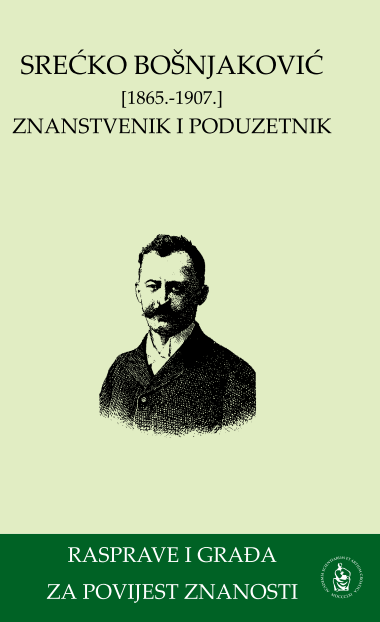 SREĆKO BOŠNJAKOVIĆ
[1865.-1907.]
ZNANSTVENIK I PODUZETNIK
RASPRAVE I GRAĐA
ZA POVIJEST ZNANOSTI